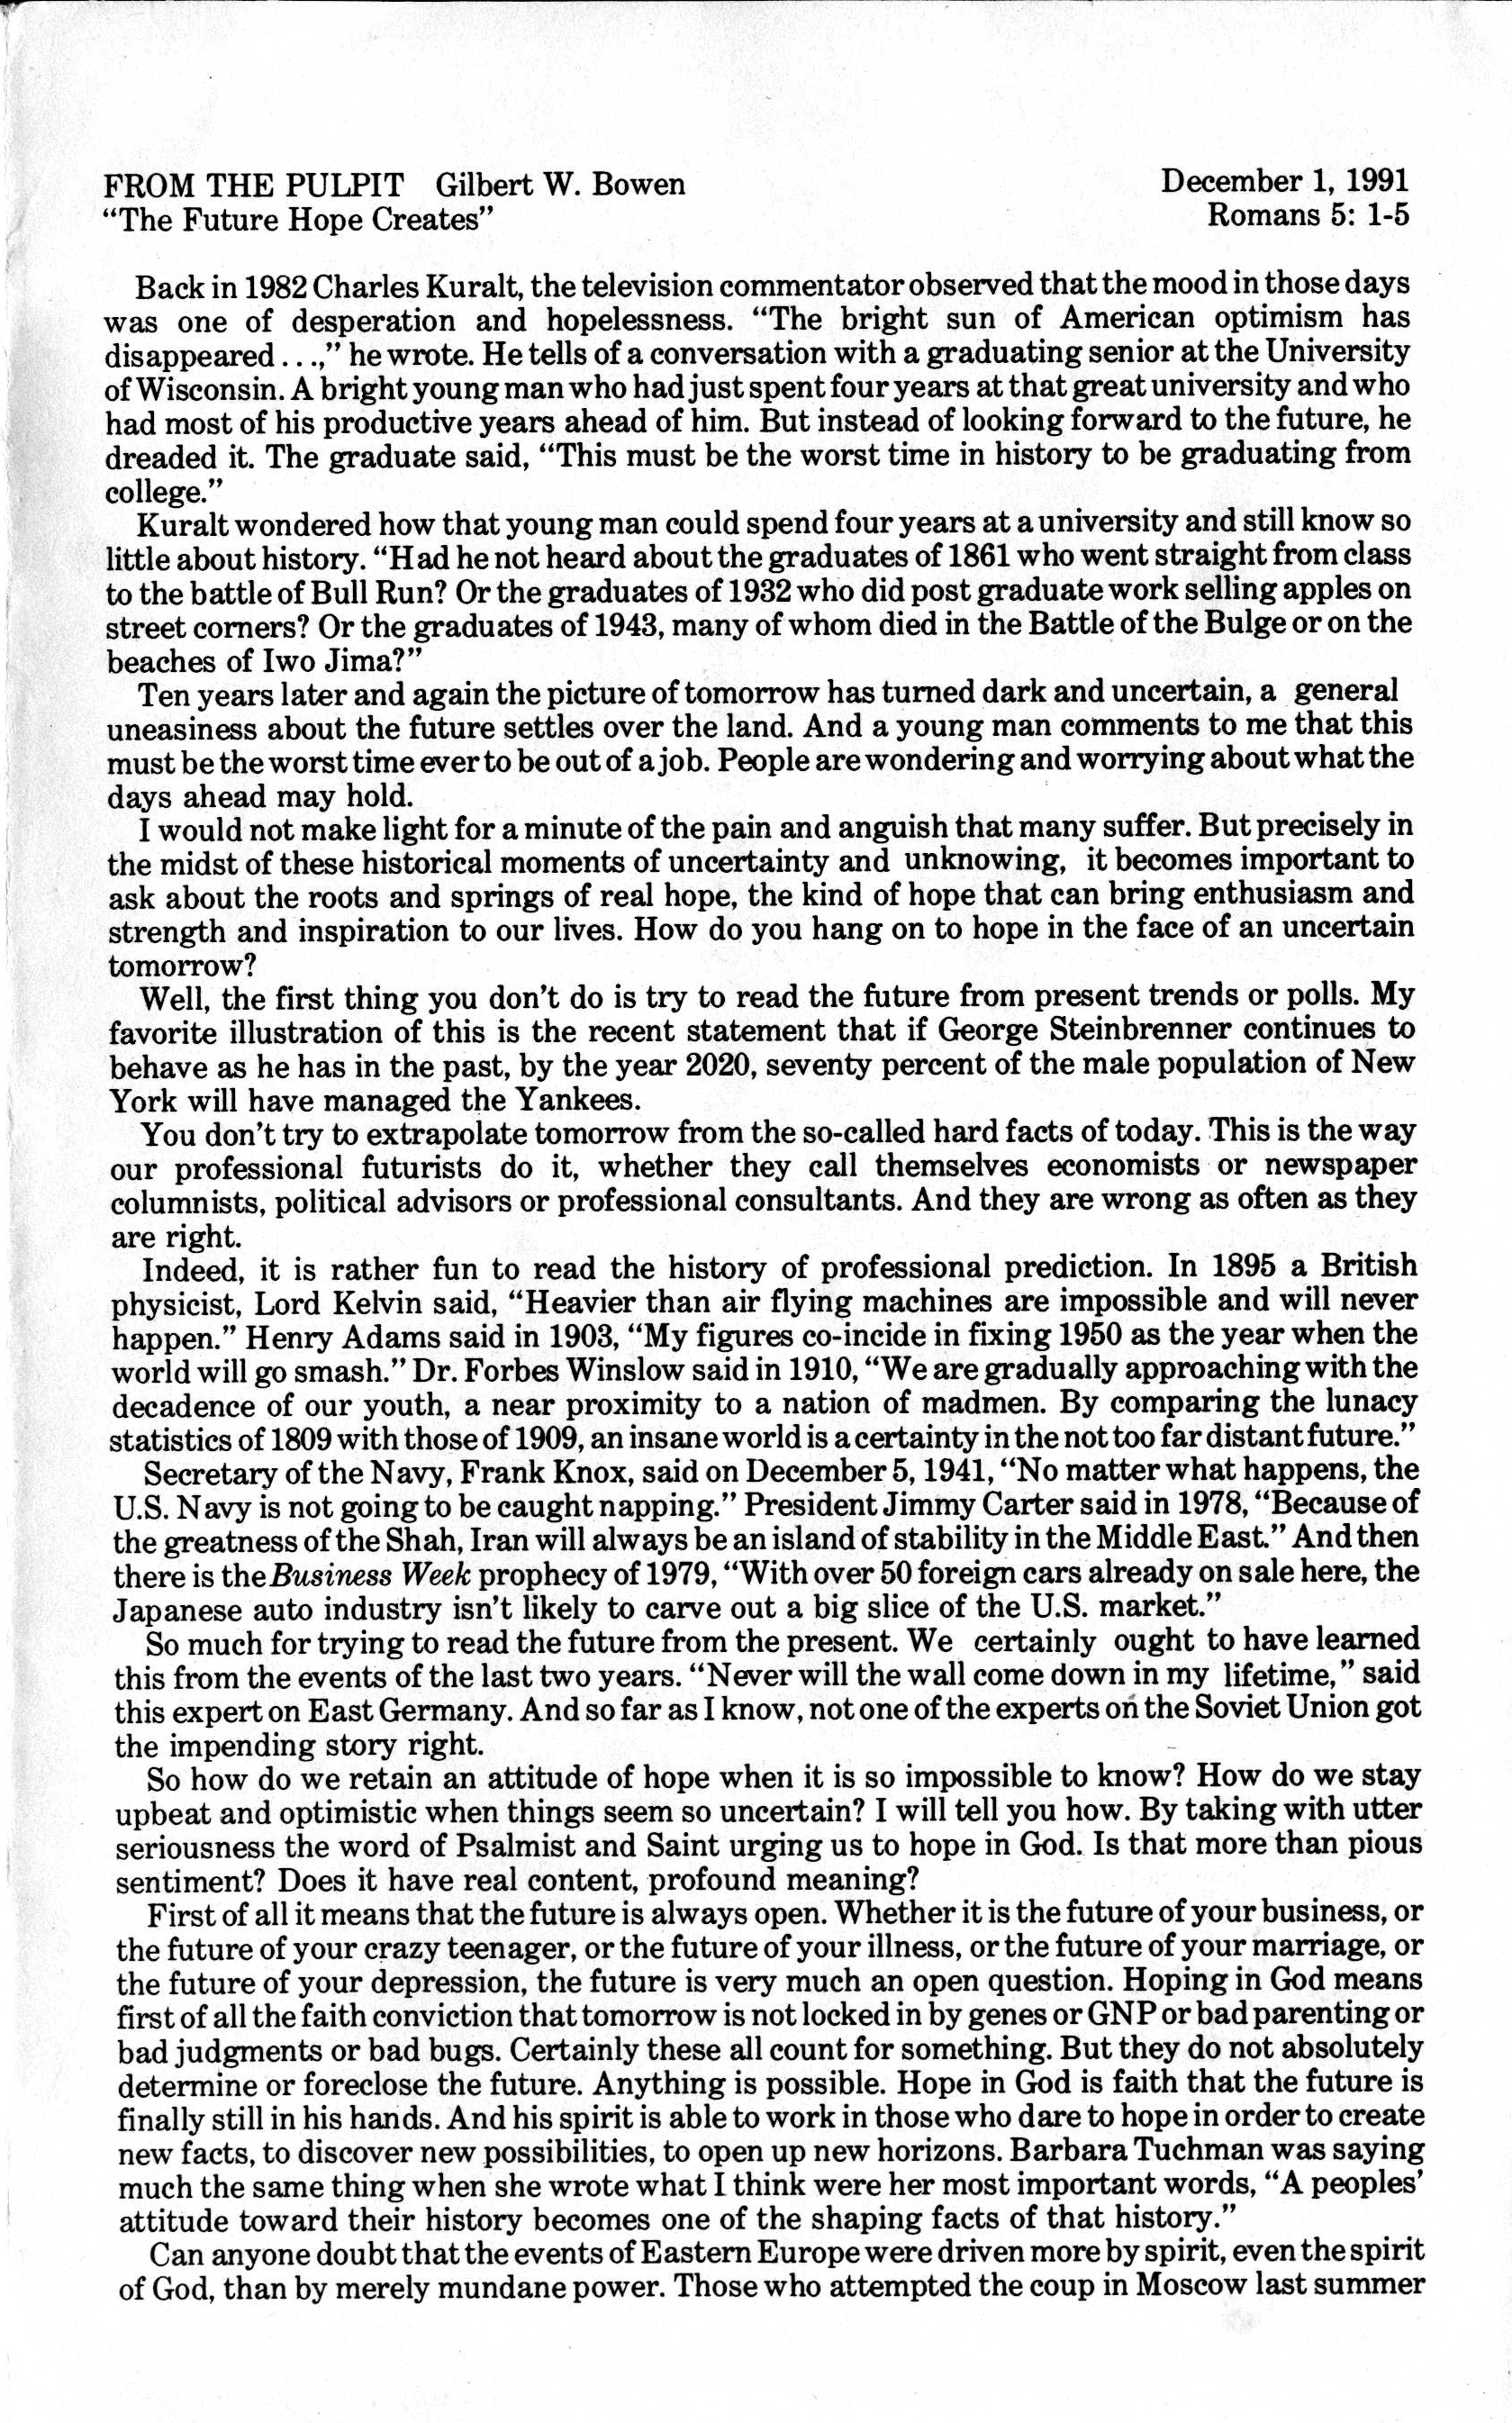 FROM THE PULPIT Gilbert W. Bowen December 1, 1991
"The Future Hope Creates" Romans 5: 1-5
Back in 1982 Charles Kuralt, the television commentator observed that the mood in those days
was one of desperation and hopelessness. "The bright sun of American optimism has
disappeared . . .," he wrote. He tells of a conversation with a graduating senior at the University
of Wisconsin. A bright young man who had just spent four years at that great university and who
had most of his productive years ahead of him. But instead of looking forward to the future, he
dreaded it. The graduate said, "This must be the worst time in history to be graduating from
college."
Kuralt wondered how that young man could spend four years at a university and still know so
little about history. "Had he not heard about the graduates of 1861 who went straight from class
to the battle of Bull Run? Or the graduates of 1932 who did post graduate work selling apples on
street corners? Or the graduates of 1943, many of whom died in the Battle of the Bulge or on the
beaches of Iwo Jima?"
Ten years later and again the picture of tomorrow has turned dark and uncertain, a general
uneasiness about the future settles over the land. And a young man comments to me that this
must be the worst time ever to be out of a job. People are wondering and worrying about what the
days ahead may hold.
I would not make light for a minute of the pain and anguish that many suffer. But precisely in
the midst of these historical moments of uncertainty and unknowing, it becomes important to
ask about the roots and springs of real hope, the kind of hope that can bring enthusiasm and
strength and inspiration to our lives. How do you hang on to hope in the face of an uncertain
tomorrow?
Well, the first thing you don't do is try to read the future from present trends or polls. My
favorite illustration of this is the recent statement that if George Steinbrenner continues to
behave as he has in the past, by the year 2020, seventy percent of the male population of New
York will have managed the Yankees.
You don't try to extrapolate tomorrow from the so-called hard facts of today. This is the way
our professional futurists do it, whether they call themselves economists or newspaper
columnists, political advisors or professional consultants. And they are wrong as often as they
are right.
Indeed, it is rather fun to read the history of professional prediction. In 1895 a British
physicist, Lord Kelvin said, "Heavier than air flying machines are impossible and will never
happen." Henry Adams said in 1903, "My figures co-incide in fixing 1950 as the year when the
world will go smash." Dr. Forbes Winslow said in 1910, "We are gradually approaching with the
decadence of our youth, a near proximity to a nation of madmen. By comparing the lunacy
statistics of 1809 with those of 1909, an insane world is a certainty in the not too far distant future."
Secretary of the Navy, Frank Knox, said on December 5, 1941, "No matter what happens, the
U.S. Navy is not going to be caught napping." President Jimmy Carter said in 1978, "Because of
the greatness of the Shah, Iran will always be an island of stability in the Middle East." And then
there is the Business Week prophecy of 1979, "With over 50 foreign cars already on sale here, the
Japanese auto industry isn't likely to carve out a big slice of the U.S. market."
So much for trying to read the future from the present. We certainly ought to have learned
this from the events of the last two years. "Never will the wall come down in my lifetime," said
this expert on East Germany. And so far as I know, not one of the experts on the Soviet Union got
the impending story right.
So how do we retain an attitude of hope when it is so impossible to know? How do we stay
upbeat and optimistic when things seem so uncertain? I will tell you how. By taking with utter
seriousness the word of Psalmist and Saint urging us to hope in God. Is that more than pious
sentiment? Does it have real content, profound meaning?
First of all it means that the future is always open. Whether it is the future of your business, or
the future of your crazy teenager, or the future of your illness, or the future of your marriage, or
the future of your depression, the future is very much an open question. Hoping in God means
first of all the faith conviction that tomorrow is not locked in by genes or GNP or bad parenting or
bad judgments or bad bugs. Certainly these all count for something. But they do not absolutely
determine or foreclose the future. Anything is possible. Hope in God is faith that the future is
finally still in his hands. And his spirit is able to work in those who dare to hope in order to create
new facts, to discover new possibilities, to open up new horizons. Barbara Tuchman was saying
much the same thing when she wrote what I think were her most important words, "A peoples'
attitude toward their history becomes one of the shaping facts of that history."
Can anyone doubt that the events of Eastern Europe were driven more by spirit, even the spirit
of God, than by merely mundane power. Those who attempted the coup in Moscow last summer